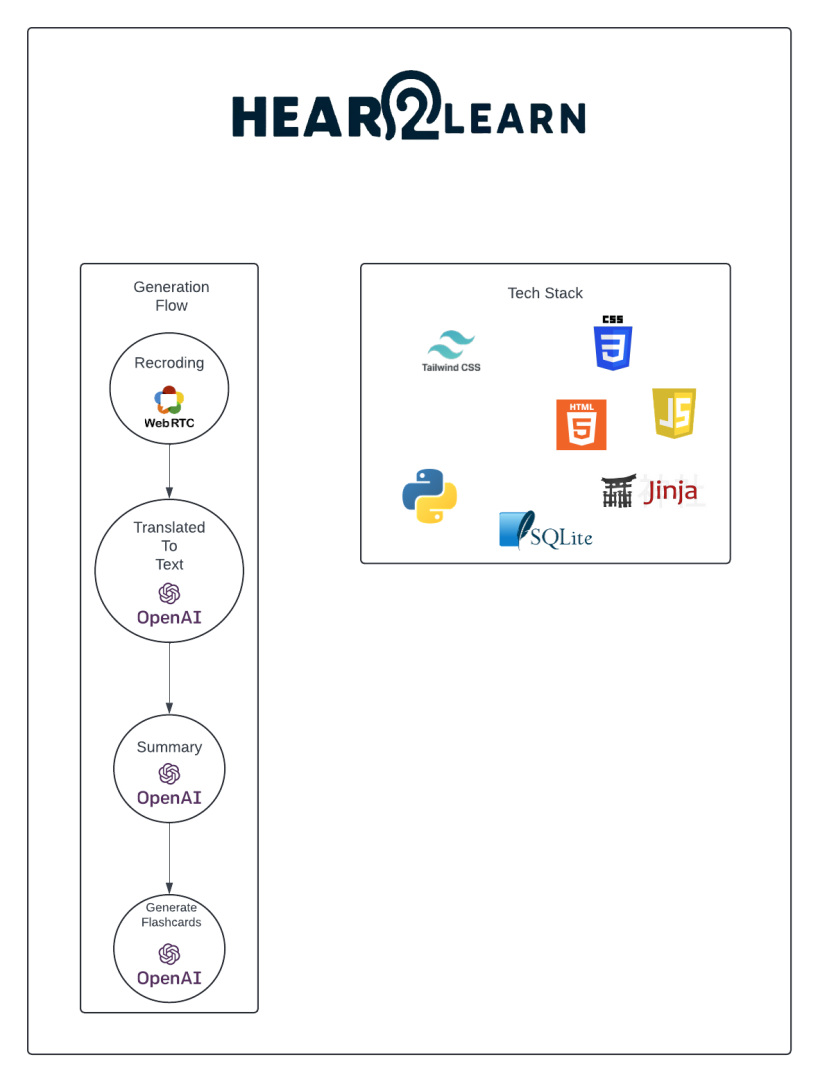 HEAR2LEARN
Generation
Flow
Recroding
WebRTC
Translated
To
Text
OpenAI
Summary
OpenAI
Generate
Flashcards
OpenAI
Tech Stack
Tailwind CSS
CSS
3
HTML
5
JS
Jinja
SQLite